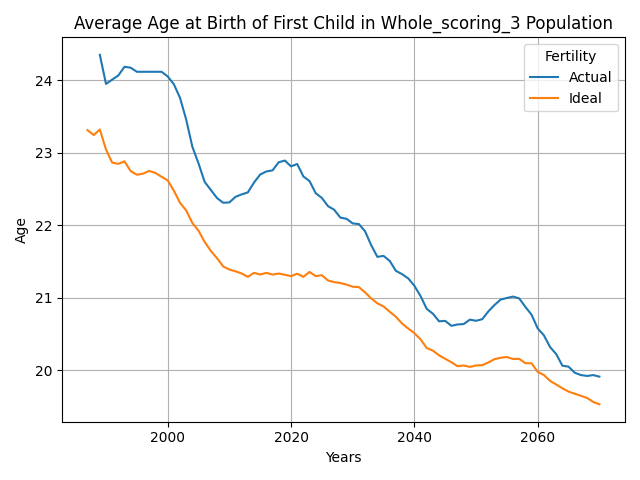 Average Age at Birth of First Child in Whole_scoring_3 Population
Fertility
Actual
Ideal
Age
24
23
22
21
20
2000
2020
2040
2060
Years